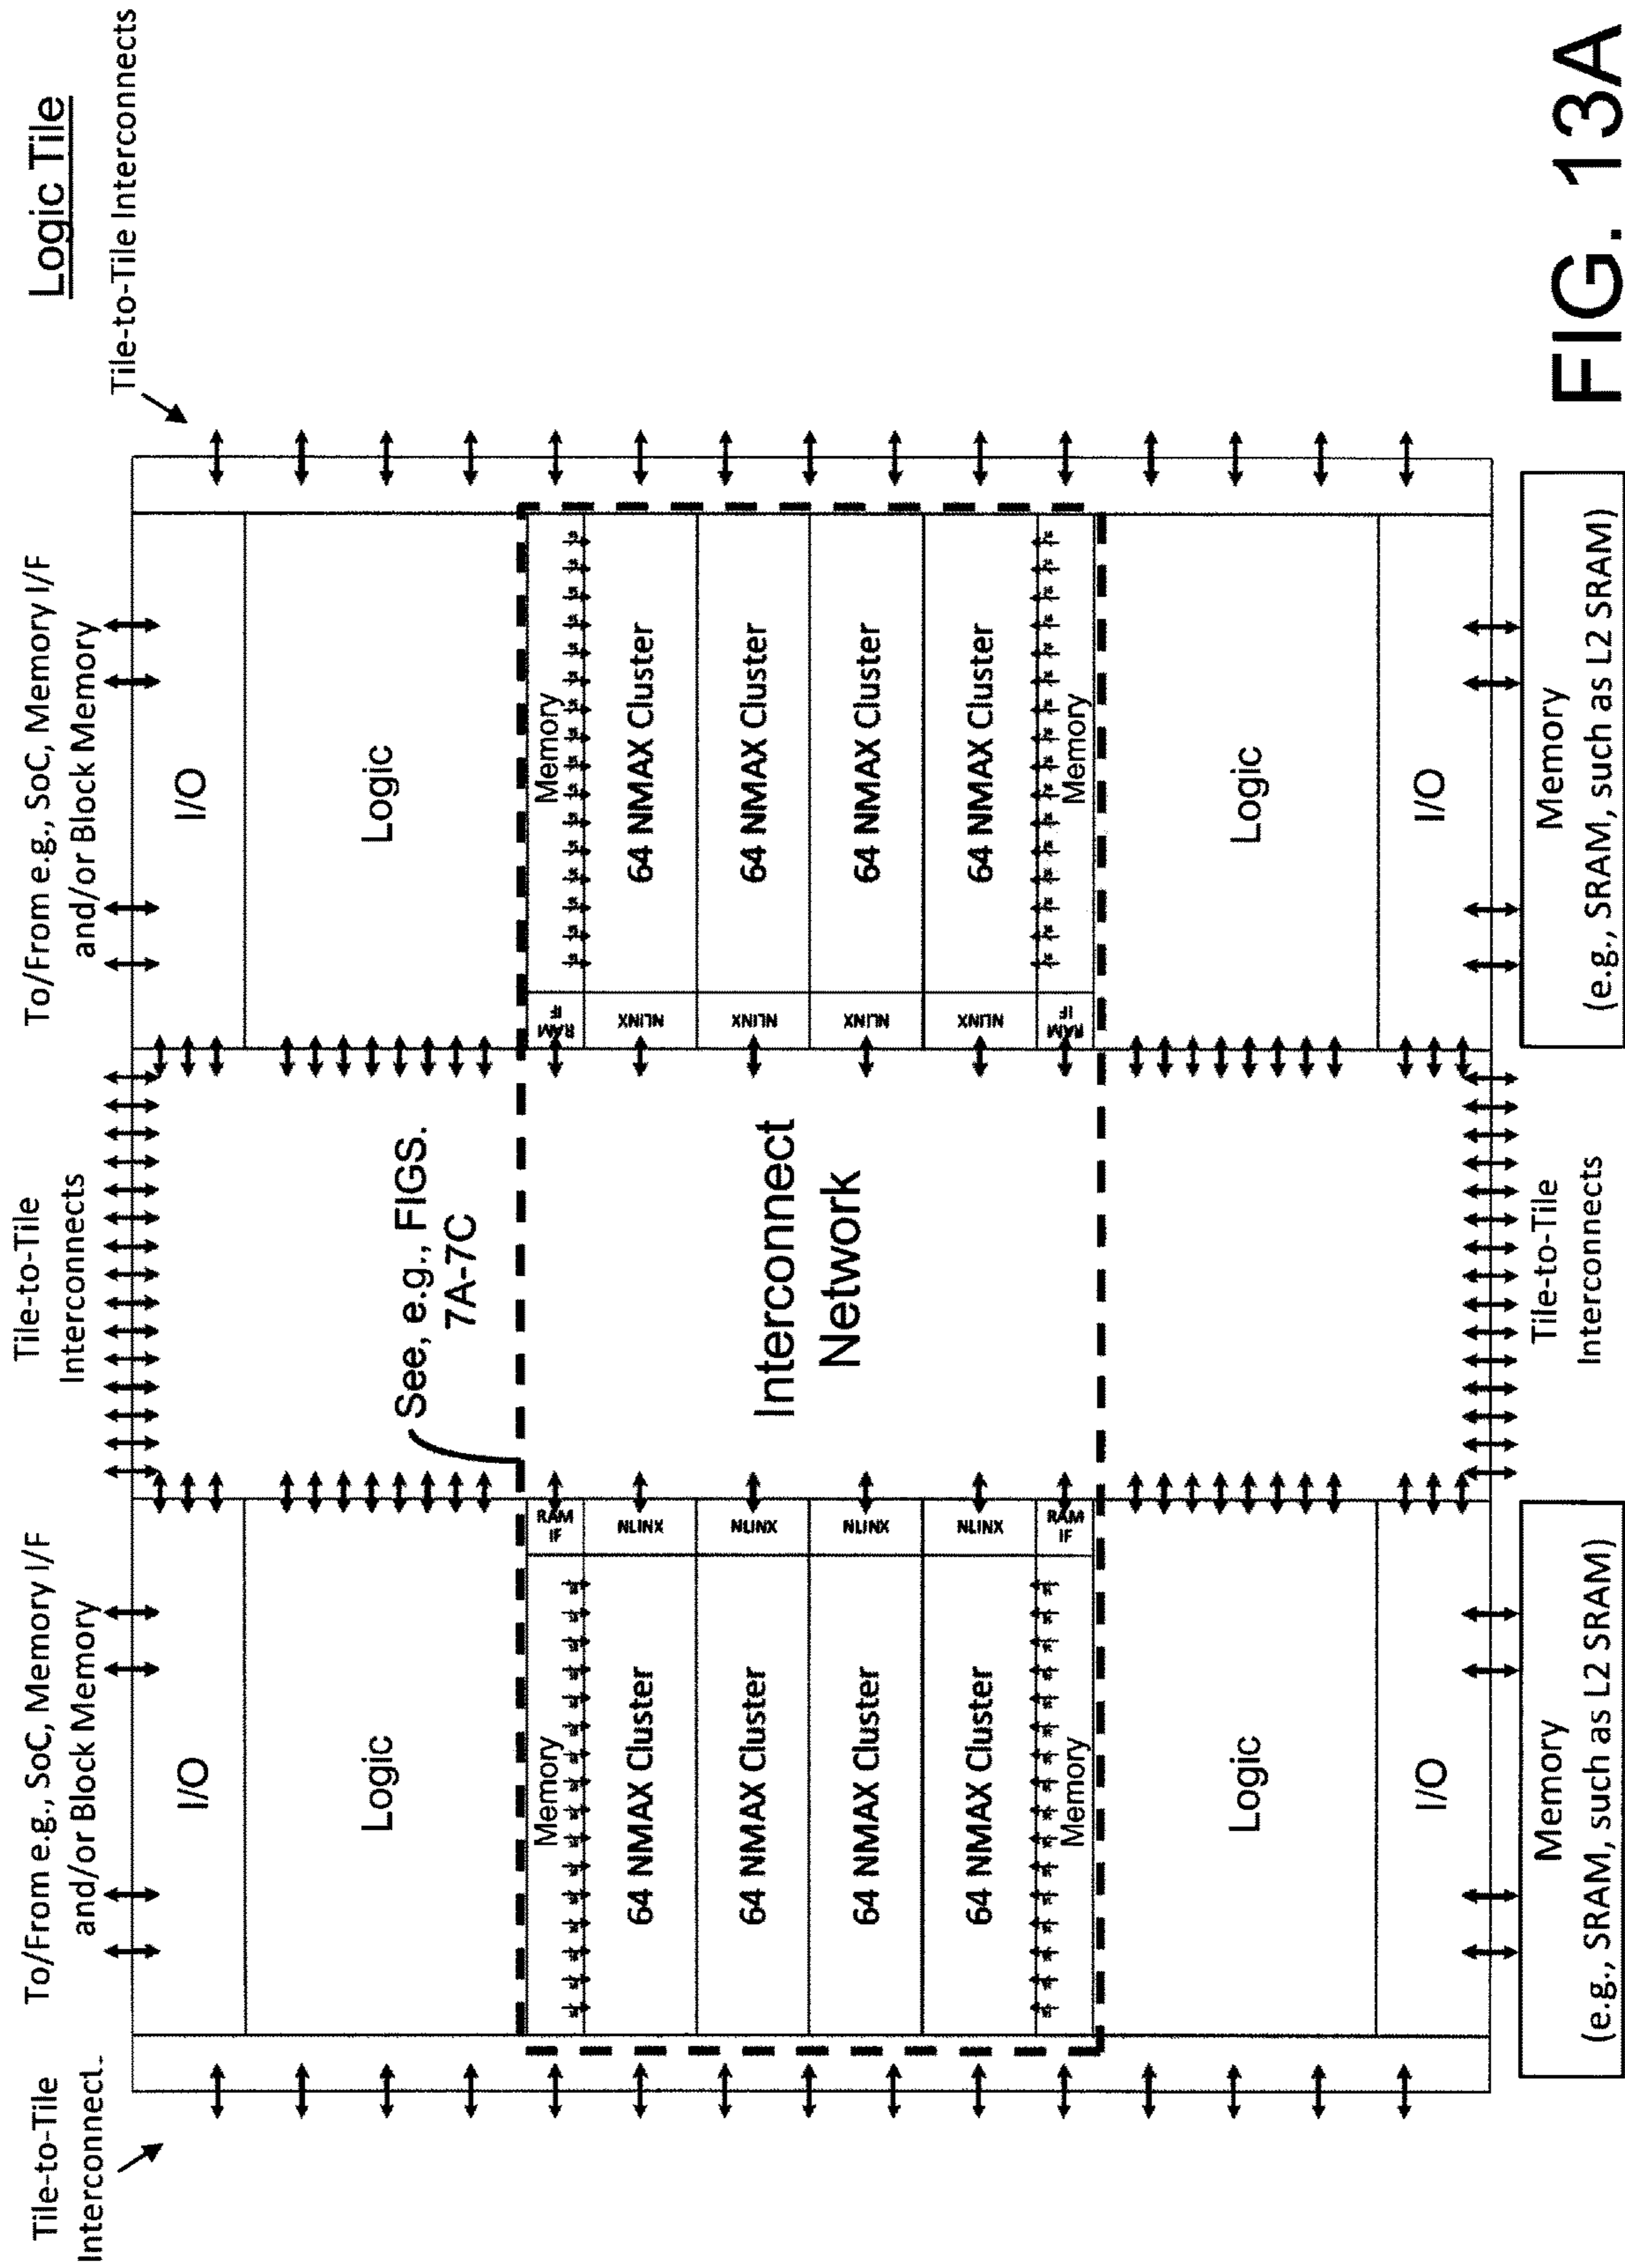 Logic Tile
Tile-to-Tile
Interconnect
To/From e.g., SoC, Memory I/F
and/or Block Memory
Tile-to-Tile
Interconnects
To/From e.g., SoC, Memory I/F
and/or Block Memory
Tile-to-Tile Interconnects
I/O
I/O
Logic
See, e.g., FIGS.
7A-7C
Logic
Memory
RAM
IF
RAM
IF
Memory
64 NMAX Cluster
NLINX
NLINX
64 NMAX Cluster
64 NMAX Cluster
NLINX
Interconnect
Network
NLINX
64 NMAX Cluster
64 NMAX Cluster
NLINX
NLINX
64 NMAX Cluster
64 NMAX Cluster
NLINX
NLINX
64 NMAX Cluster
Memory
RAM
IF
RAM
IF
Memory
Logic
Logic
I/O
I/O
Memory
(e.g., SRAM, such as L2 SRAM)
Tile-to-Tile
Interconnects
Memory
(e.g., SRAM, such as L2 SRAM)
FIG. 13A